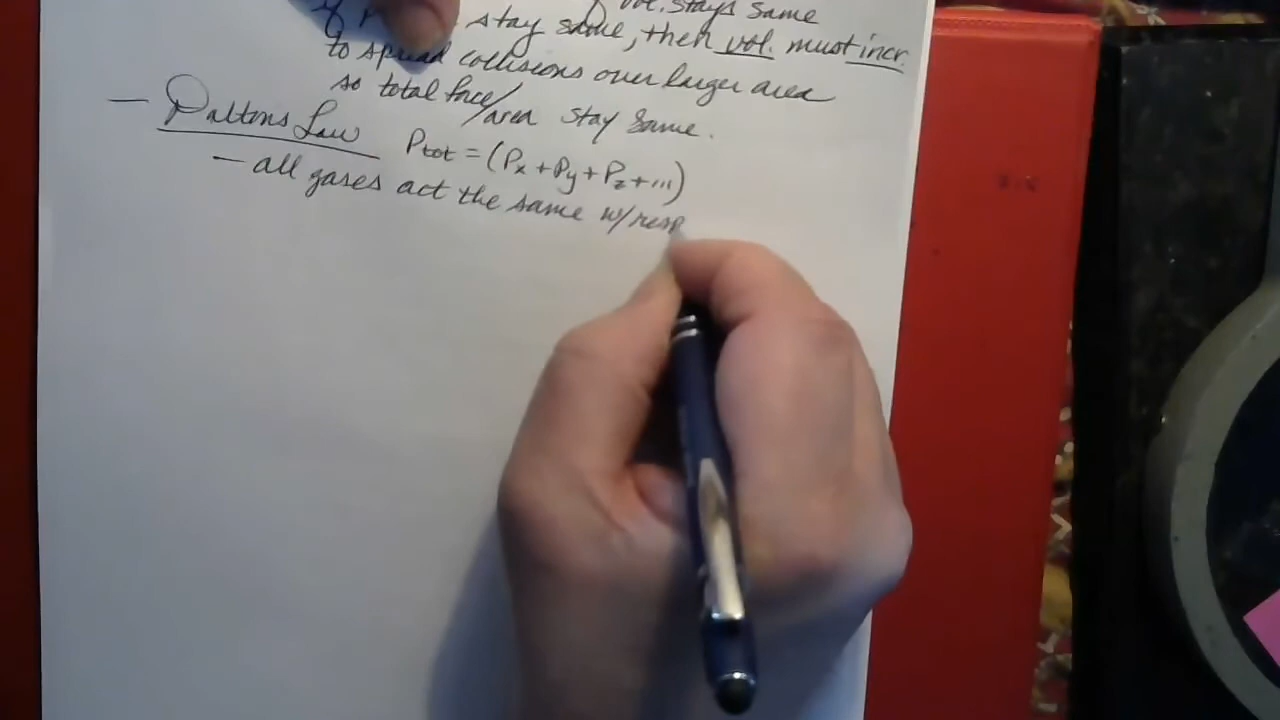 If P stay same, then vol. must incr.
vol. stays same
to spread collisions over larger area
so total force/area stay same.
— Daltons Law Ptot = (Px + Py + Pz + ...)
— all gases act the same w/resp